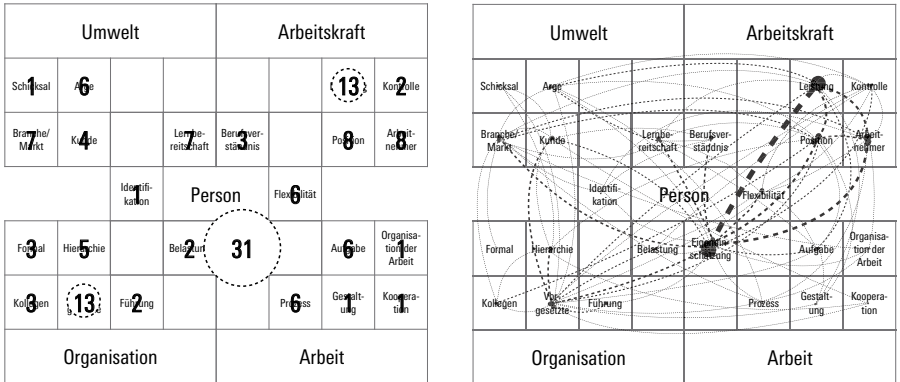 Umwelt
Arbeitskraft
Schicksal
1
Arge
6
13
Kontrolle
2
Branche/
Markt
7
Kunde
4
Lernbe-
reitschaft
7
Berufsver-
ständnis
3
Position
8
Arbeit-
nehmer
8
Identifi-
kation
1
Person
Flexibilität
6
Formal
3
Hierarchie
5
Belastung
2
31
Aufgabe
6
Organisa-
tion der
Arbeit
1
Kollegen
3
13
Führung
2
Prozess
6
Gestalt-
ung
1
Koopera-
tion
1
Organisation
Arbeit
Umwelt
Arbeitskraft
Schicksal
Arge
Leistung
Kontrolle
Branche/
Markt
Kunde
Lernbe-
reitschaft
Berufsver-
ständnis
Position
Arbeit-
nehmer
Identifi-
kation
Person
Flexibilität
Formal
Hierarchie
Belastung
Eigenein-
schätzung
Aufgabe
Organisa-
tion der
Arbeit
Kollegen
Vor-
gesetzte
Führung
Prozess
Gestalt-
ung
Koopera-
tion
Organisation
Arbeit